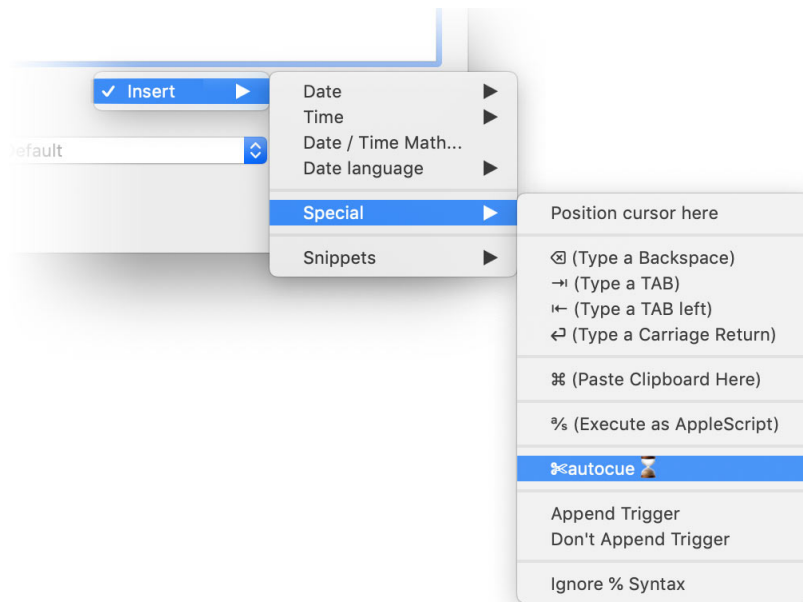 ✓ Insert ▶
Default
Date ▶
Time ▶
Date / Time Math...
Date language ▶
Special ▶
Snippets ▶
Position cursor here
⌫ (Type a Backspace)
⇥ (Type a TAB)
⇤ (Type a TAB left)
↩ (Type a Carriage Return)
⌘ (Paste Clipboard Here)
a/s (Execute as AppleScript)
✄autocue⏳
Append Trigger
Don't Append Trigger
Ignore % Syntax